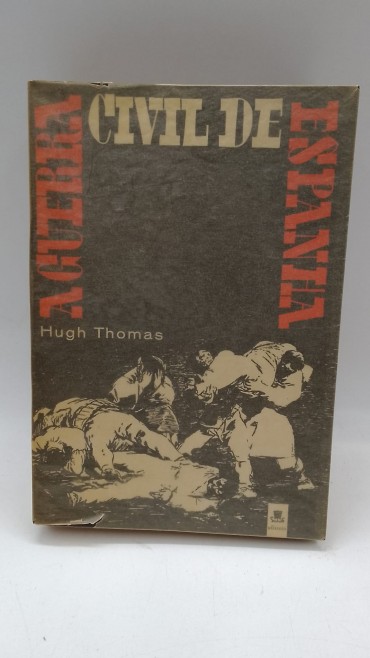 A GUERRA
CIVIL DE
ESPANHA
Hugh Thomas